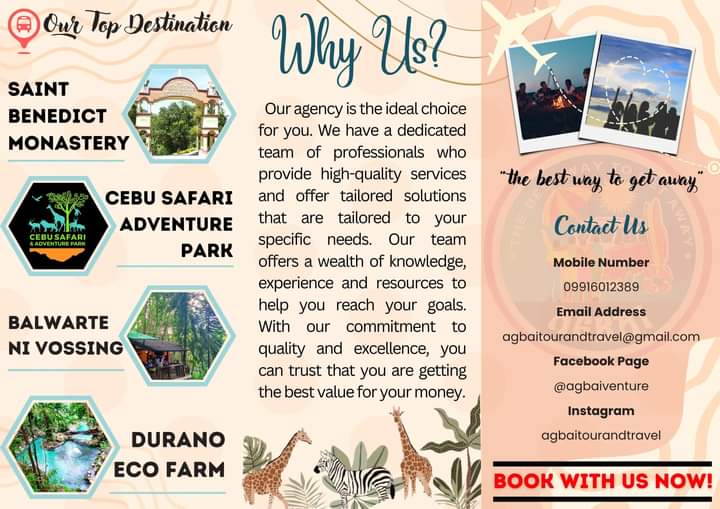 Our Top Destination
SAINT
BENEDICT
MONASTERY
CEBU SAFARI
& ADVENTURE PARK
CEBU SAFARI
ADVENTURE
PARK
BALWARTE
NI VOSSING
DURANO
ECO FARM
Why Us?
Our agency is the ideal choice
for you. We have a dedicated
team of professionals who
provide high-quality services
and offer tailored solutions
that are tailored to your
specific needs. Our team
offers a wealth of knowledge,
experience and resources to
help you reach your goals.
With our commitment to
quality and excellence, you
can trust that you are getting
the best value for your money.
"the best way to get away"
Contact Us
Mobile Number
09916012389
Email Address
agbaitourandtravel@gmail.com
Facebook Page
@agbaiventure
Instagram
agbaitourandtravel
BOOK WITH US NOW!